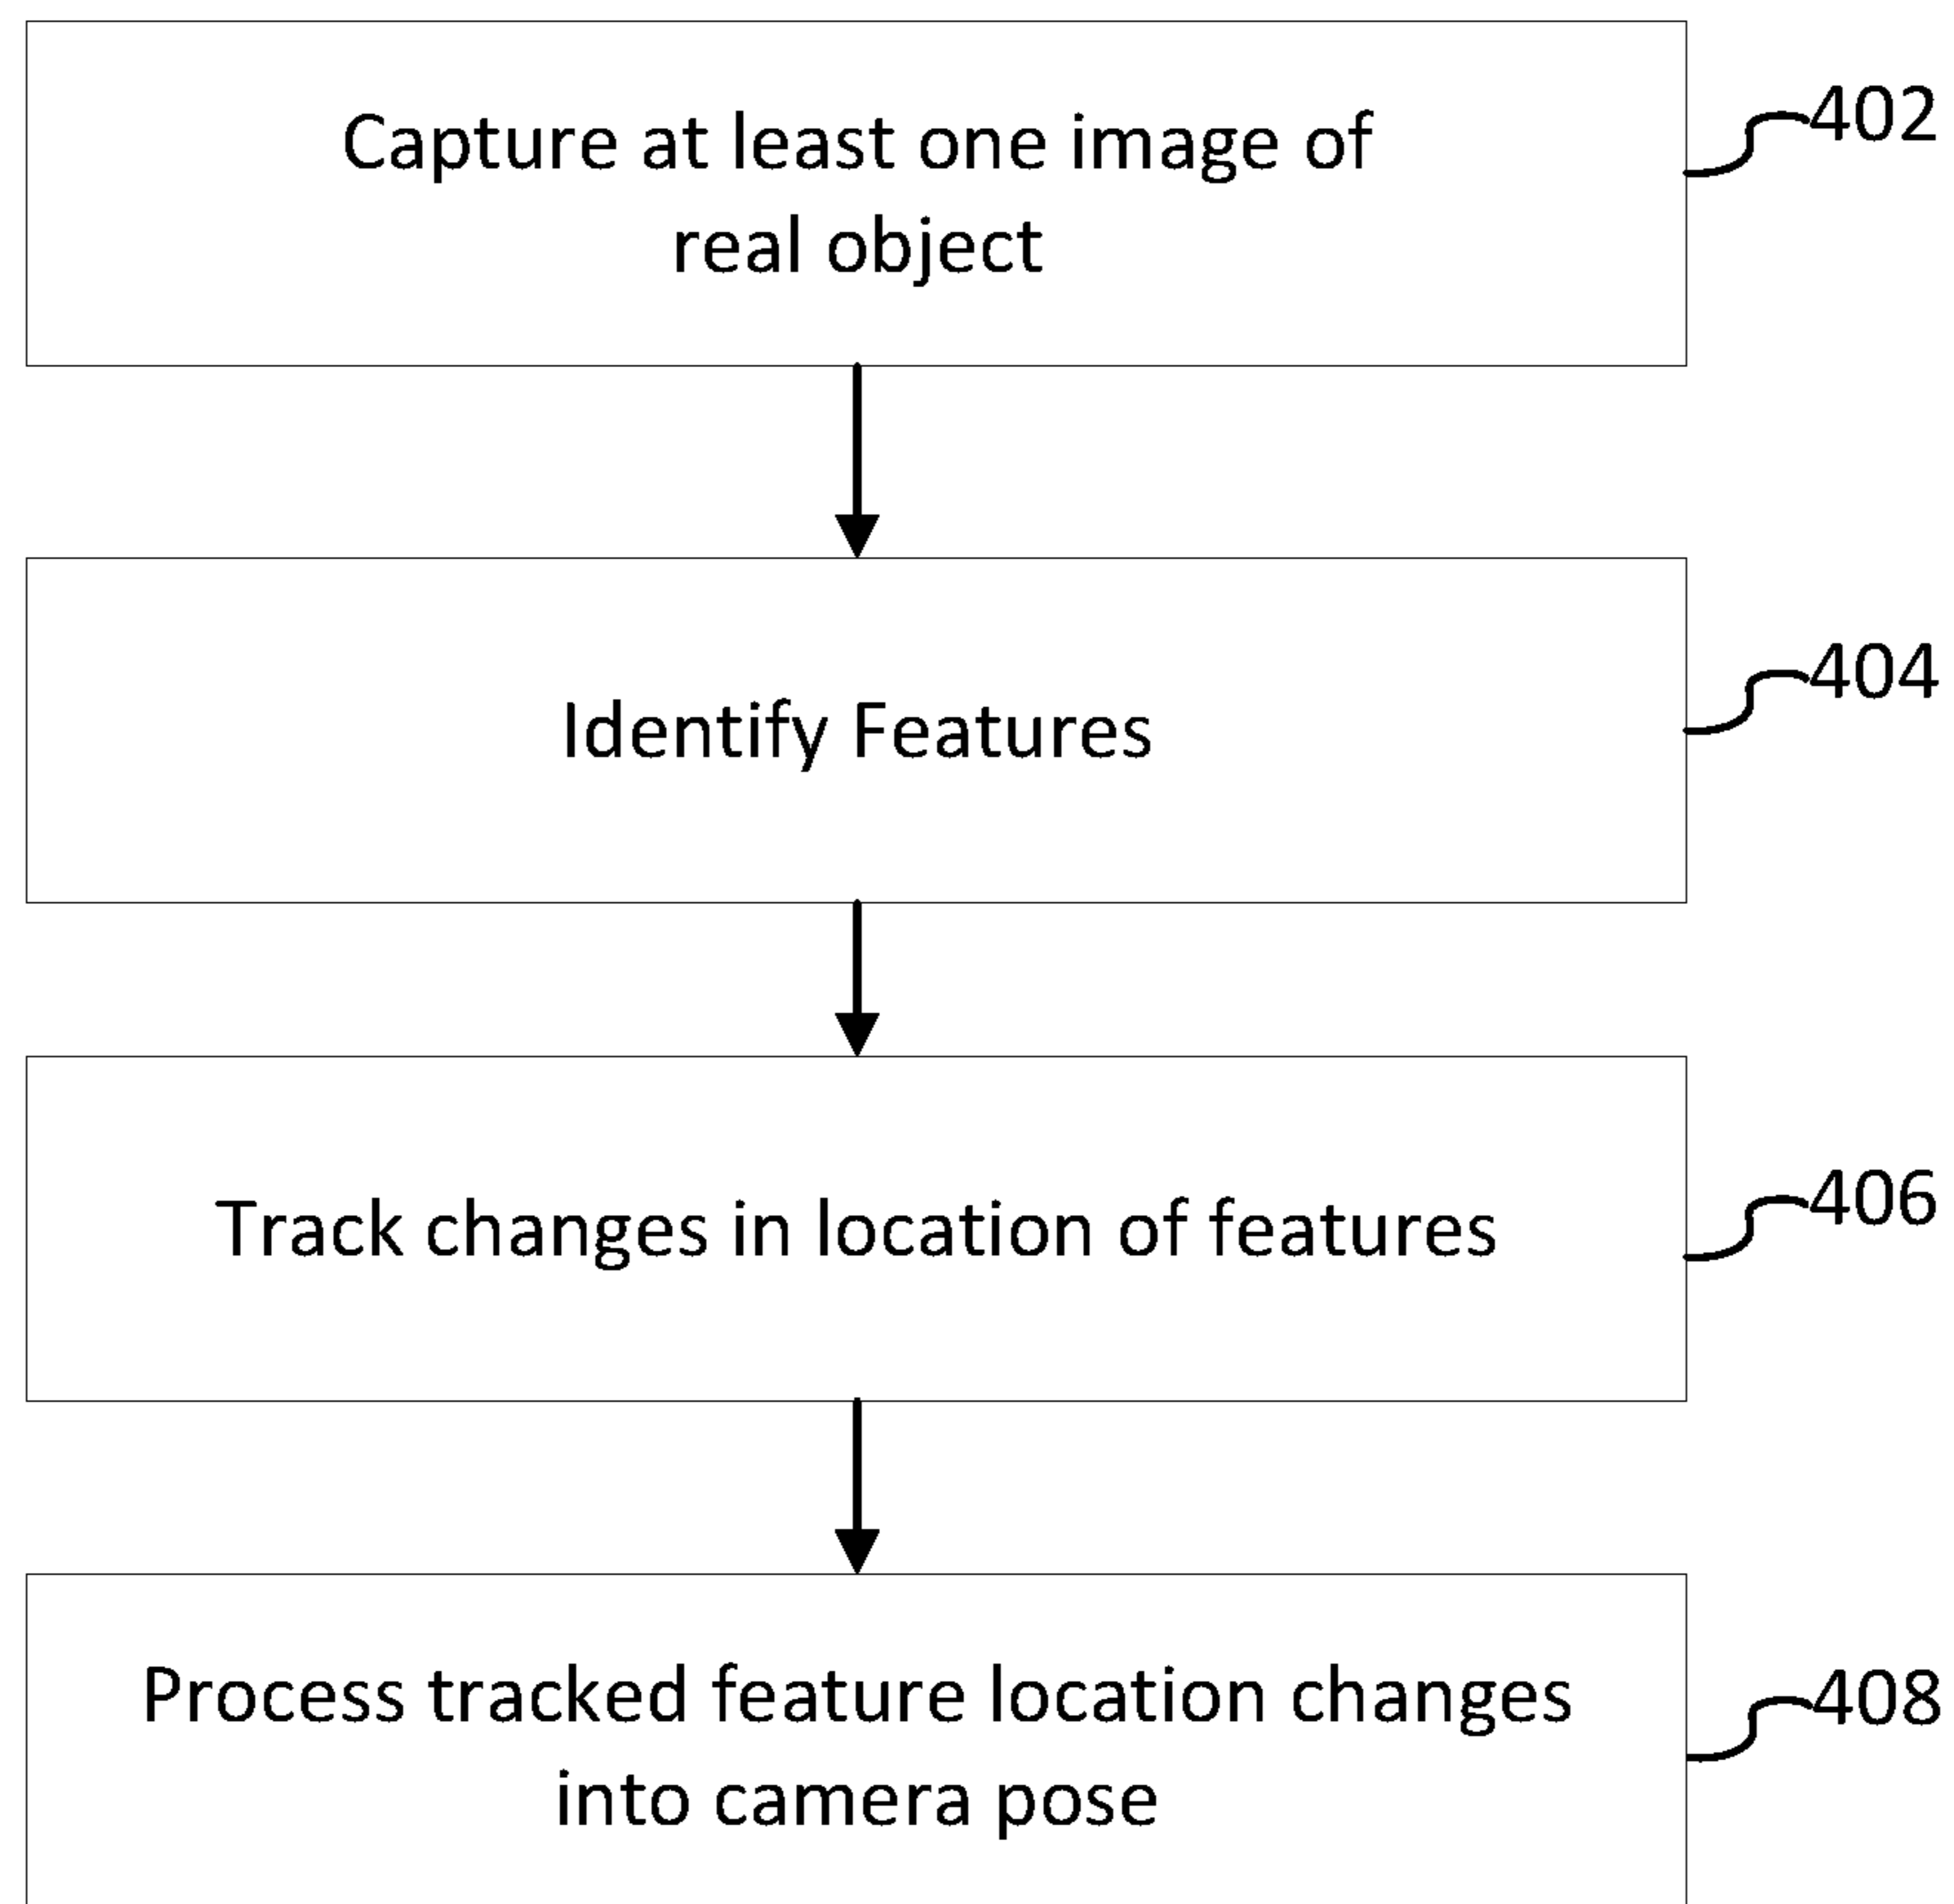 Capture at least one image of
real object
402
Identify Features
404
Track changes in location of features
406
Process tracked feature location changes
into camera pose
408